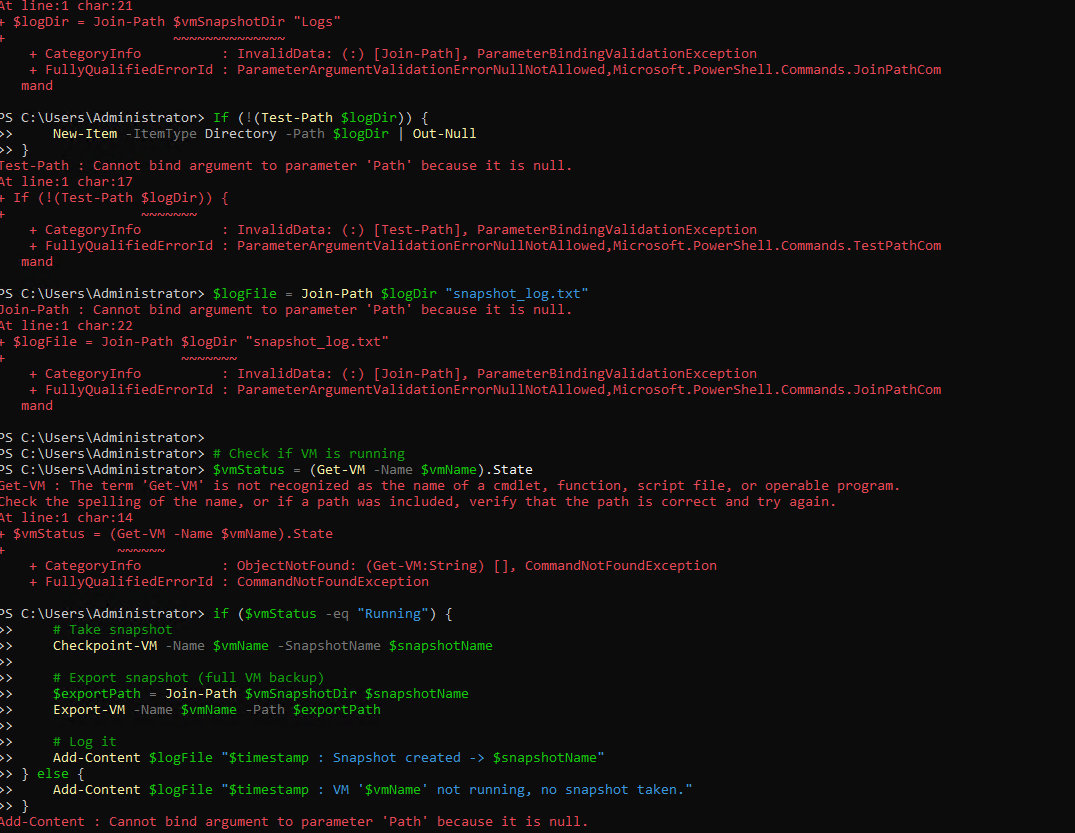 At line:1 char:21
+ $logDir = Join-Path $vmSnapshotDir "Logs"
+                     ~~~~~~~~~~~~~~
    + CategoryInfo          : InvalidData: (:) [Join-Path], ParameterBindingValidationException
    + FullyQualifiedErrorId : ParameterArgumentValidationErrorNullNotAllowed,Microsoft.PowerShell.Commands.JoinPathCom
   mand

PS C:\Users\Administrator> If (!(Test-Path $logDir)) {
>>     New-Item -ItemType Directory -Path $logDir | Out-Null
>> }
Test-Path : Cannot bind argument to parameter 'Path' because it is null.
At line:1 char:17
+ If (!(Test-Path $logDir)) {
+                 ~~~~~~~
    + CategoryInfo          : InvalidData: (:) [Test-Path], ParameterBindingValidationException
    + FullyQualifiedErrorId : ParameterArgumentValidationErrorNullNotAllowed,Microsoft.PowerShell.Commands.TestPathCom
   mand

PS C:\Users\Administrator> $logFile = Join-Path $logDir "snapshot_log.txt"
Join-Path : Cannot bind argument to parameter 'Path' because it is null.
At line:1 char:22
+ $logFile = Join-Path $logDir "snapshot_log.txt"
+                      ~~~~~~~
    + CategoryInfo          : InvalidData: (:) [Join-Path], ParameterBindingValidationException
    + FullyQualifiedErrorId : ParameterArgumentValidationErrorNullNotAllowed,Microsoft.PowerShell.Commands.JoinPathCom
   mand

PS C:\Users\Administrator>
PS C:\Users\Administrator> # Check if VM is running
PS C:\Users\Administrator> $vmStatus = (Get-VM -Name $vmName).State
Get-VM : The term 'Get-VM' is not recognized as the name of a cmdlet, function, script file, or operable program.
Check the spelling of the name, or if a path was included, verify that the path is correct and try again.
At line:1 char:14
+ $vmStatus = (Get-VM -Name $vmName).State
+              ~~~~~~
    + CategoryInfo          : ObjectNotFound: (Get-VM:String) [], CommandNotFoundException
    + FullyQualifiedErrorId : CommandNotFoundException

PS C:\Users\Administrator> if ($vmStatus -eq "Running") {
>>     # Take snapshot
>>     Checkpoint-VM -Name $vmName -SnapshotName $snapshotName
>>
>>     # Export snapshot (full VM backup)
>>     $exportPath = Join-Path $vmSnapshotDir $snapshotName
>>     Export-VM -Name $vmName -Path $exportPath
>>
>>     # Log it
>>     Add-Content $logFile "$timestamp : Snapshot created -> $snapshotName"
>> } else {
>>     Add-Content $logFile "$timestamp : VM '$vmName' not running, no snapshot taken."
>> }
Add-Content : Cannot bind argument to parameter 'Path' because it is null.